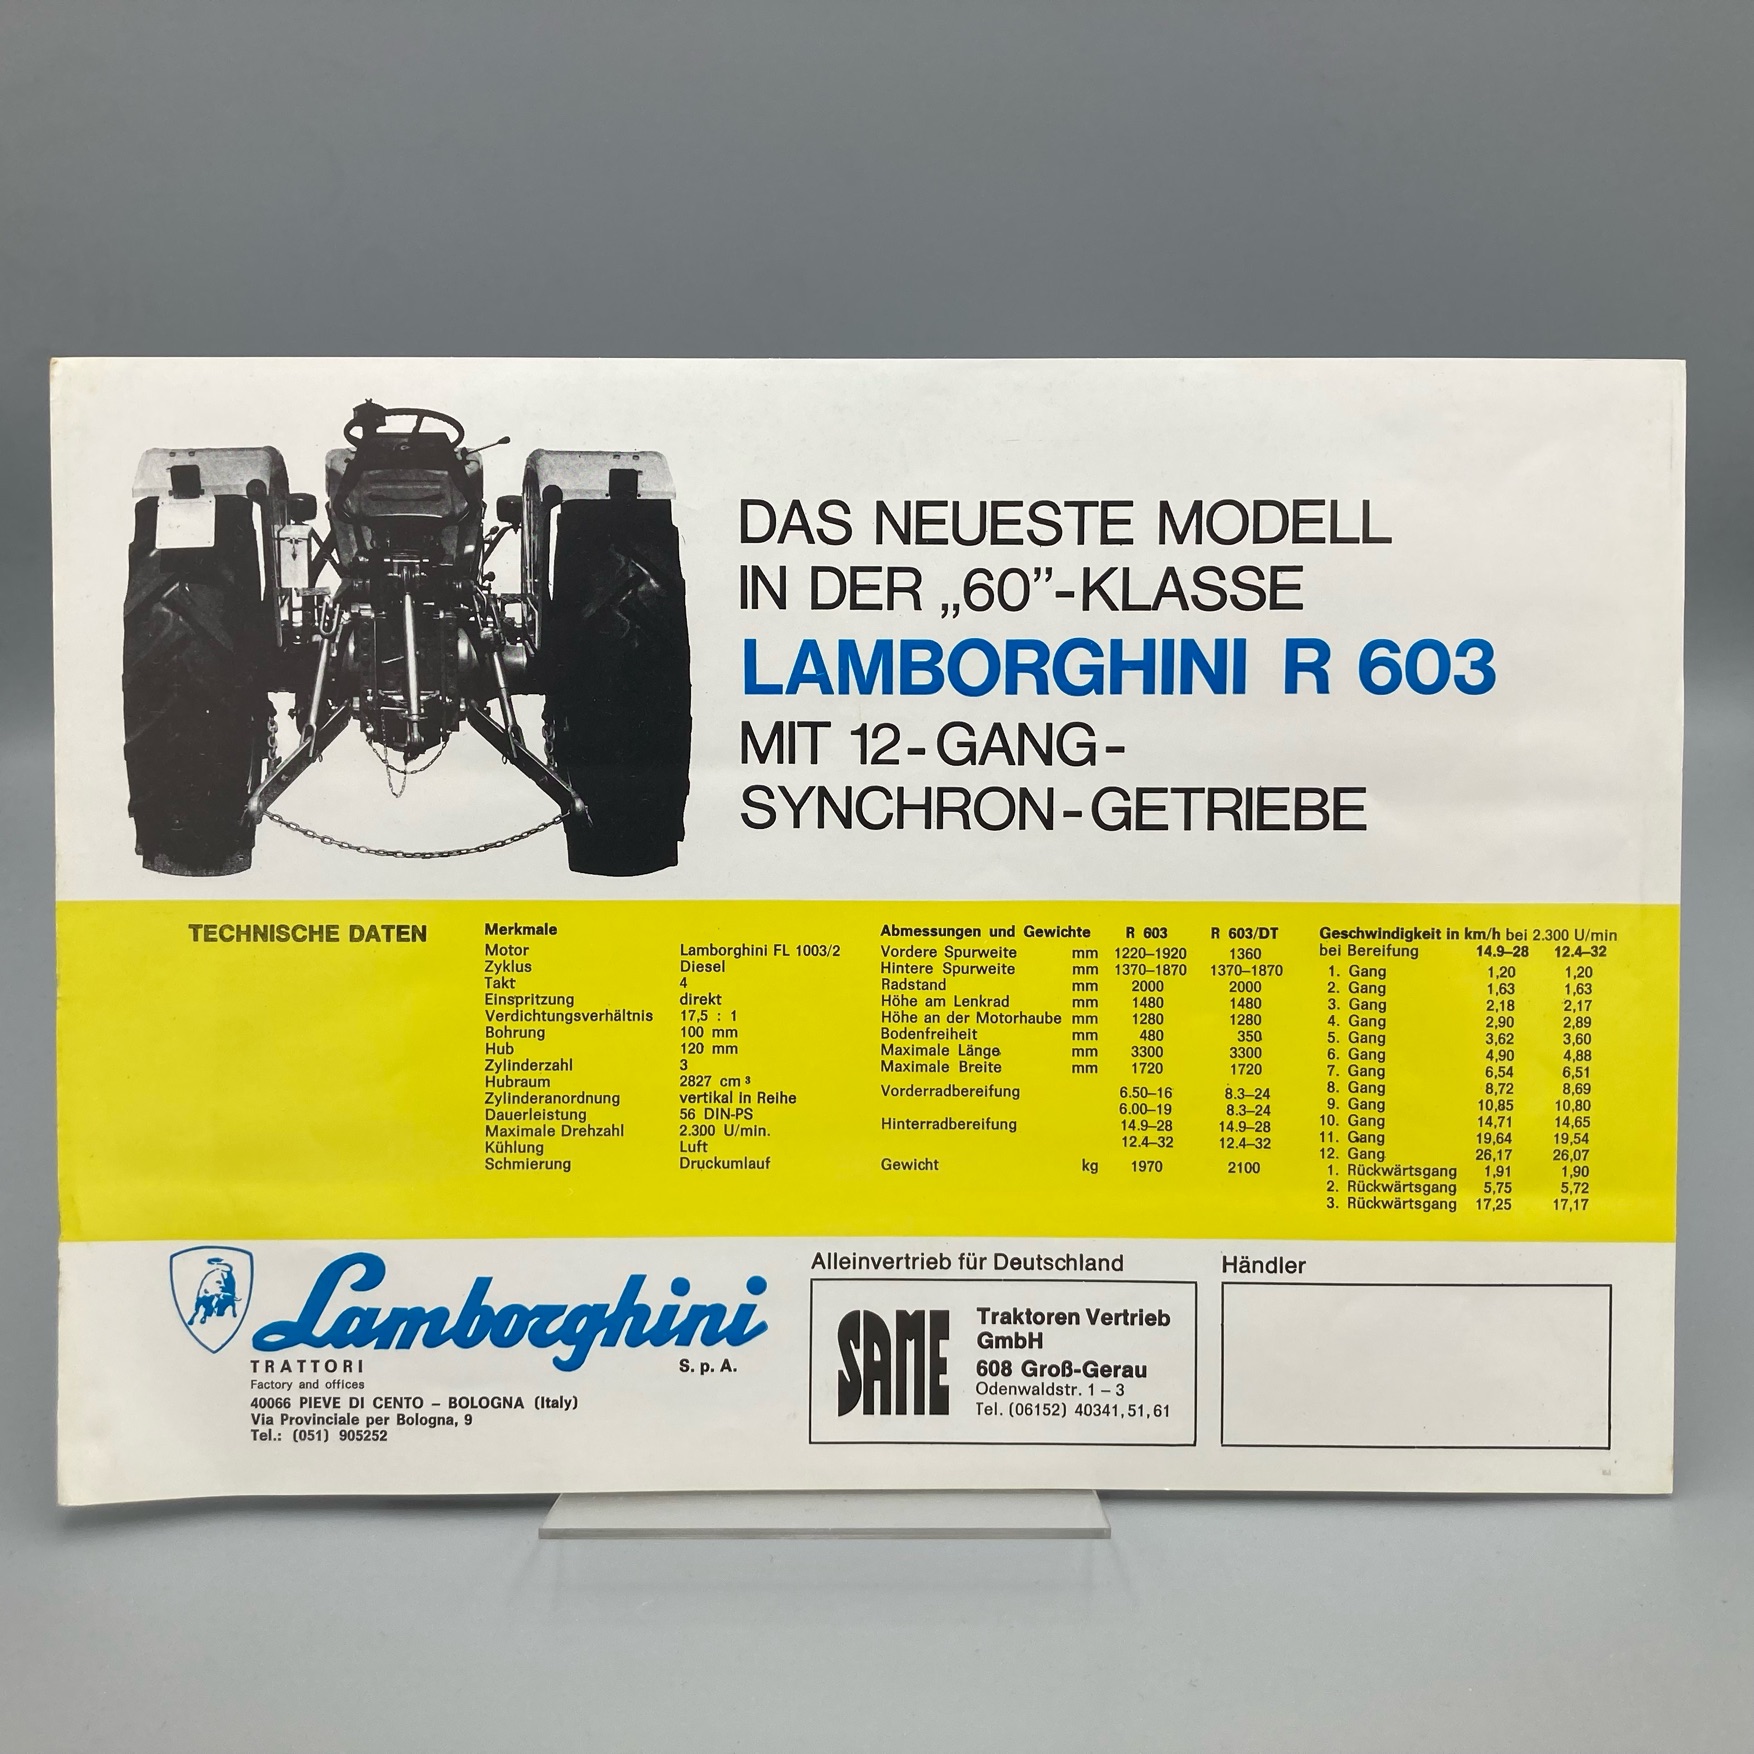 DAS NEUESTE MODELL
IN DER „60”-KLASSE
LAMBORGHINI R 603
MIT 12-GANG-
SYNCHRON-GETRIEBE
TECHNISCHE DATEN
Merkmale
Motor Lamborghini FL 1003/2
Zyklus Diesel
Takt 4
Einspritzung direkt
Verdichtungsverhältnis 17,5 : 1
Bohrung 100 mm
Hub 120 mm
Zylinderzahl 3
Hubraum 2827 cm³
Zylinderanordnung vertikal in Reihe
Dauerleistung 56 DIN-PS
Maximale Drehzahl 2.300 U/min.
Kühlung Luft
Schmierung Druckumlauf
Abmessungen und Gewichte R 603 R 603/DT
Vordere Spurweite mm 1220–1920 1360
Hintere Spurweite mm 1370–1870 1370–1870
Radstand mm 2000 2000
Höhe am Lenkrad mm 1480 1480
Höhe an der Motorhaube mm 1280 1280
Bodenfreiheit mm 480 350
Maximale Länge mm 3300 3300
Maximale Breite mm 1720 1720
Vorderradbereifung 6.50–16 8.3–24
6.00–19 8.3–24
Hinterradbereifung 14.9–28 14.9–28
12.4–32 12.4–32
Gewicht kg 1970 2100
Geschwindigkeit in km/h bei 2.300 U/min
bei Bereifung 14.9–28 12.4–32
1. Gang 1,20 1,20
2. Gang 1,63 1,63
3. Gang 2,18 2,17
4. Gang 2,90 2,89
5. Gang 3,62 3,60
6. Gang 4,90 4,88
7. Gang 6,54 6,51
8. Gang 8,72 8,69
9. Gang 10,85 10,80
10. Gang 14,71 14,65
11. Gang 19,64 19,54
12. Gang 26,17 26,07
1. Rückwärtsgang 1,91 1,90
2. Rückwärtsgang 5,75 5,72
3. Rückwärtsgang 17,25 17,17
Lamborghini
TRATTORI S.p.A.
Factory and offices
40066 PIEVE DI CENTO – BOLOGNA (Italy)
Via Provinciale per Bologna, 9
Tel.: (051) 905252
Alleinvertrieb für Deutschland
SAME
Traktoren Vertrieb
GmbH
608 Groß-Gerau
Odenwaldstr. 1 – 3
Tel. (06152) 40341,51,61
Händler